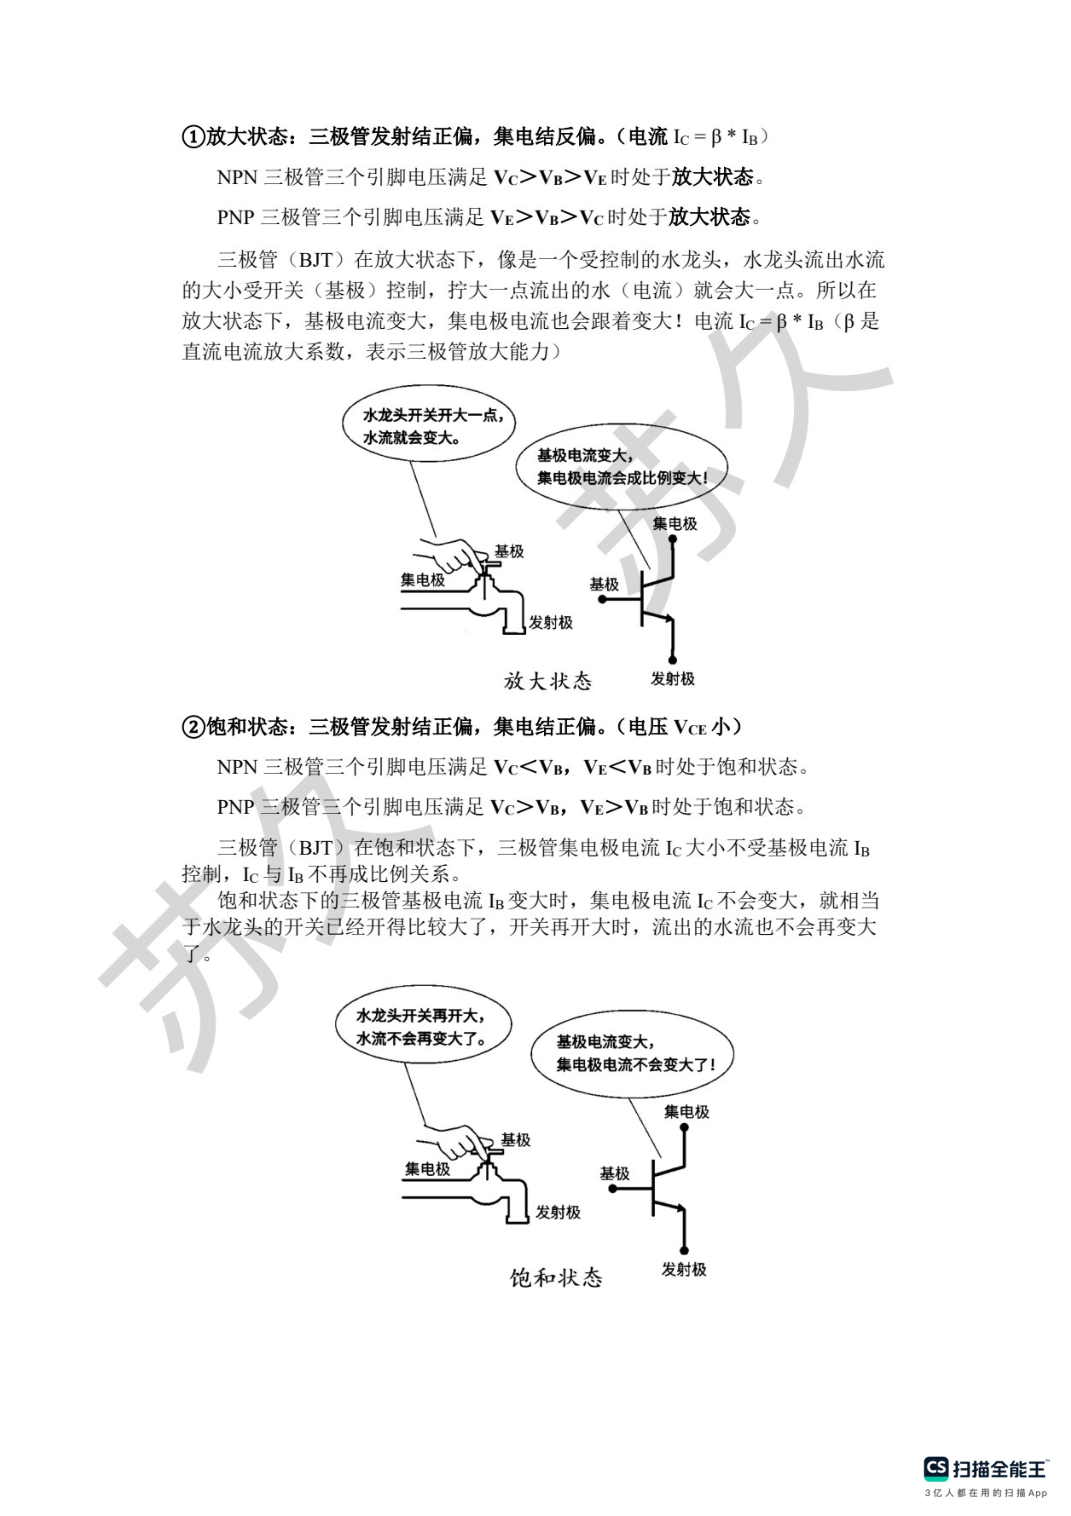 ①放大状态：三极管发射结正偏，集电结反偏。（电流 IC = β * IB）
NPN 三极管三个引脚电压满足 VC＞VB＞VE 时处于放大状态。
PNP 三极管三个引脚电压满足 VE＞VB＞VC 时处于放大状态。
三极管（BJT）在放大状态下，像是一个受控制的水龙头，水龙头流出水流
的大小受开关（基极）控制，拧大一点流出的水（电流）就会大一点。所以在
放大状态下，基极电流变大，集电极电流也会跟着变大！电流 IC = β * IB（β 是
直流电流放大系数，表示三极管放大能力）
水龙头开关开大一点，
水流就会变大。
基极电流变大，
集电极电流会成比例变大！
集电极
基极
集电极
基极
发射极
发射极
放大状态
②饱和状态：三极管发射结正偏，集电结正偏。（电压 VCE 小）
NPN 三极管三个引脚电压满足 VC＜VB，VE＜VB 时处于饱和状态。
PNP 三极管三个引脚电压满足 VC＞VB，VE＞VB 时处于饱和状态。
三极管（BJT）在饱和状态下，三极管集电极电流 IC 大小不受基极电流 IB
控制，IC 与 IB 不再成比例关系。
饱和状态下的三极管基极电流 IB 变大时，集电极电流 IC 不会变大，就相当
于水龙头的开关已经开得比较大了，开关再开大时，流出的水流也不会再变大
了。
水龙头开关再开大，
水流不会再变大了。
基极电流变大，
集电极电流不会变大了！
集电极
基极
集电极
基极
发射极
发射极
饱和状态
苏久
苏久
CS 扫描全能王
3亿人都在用的扫描App